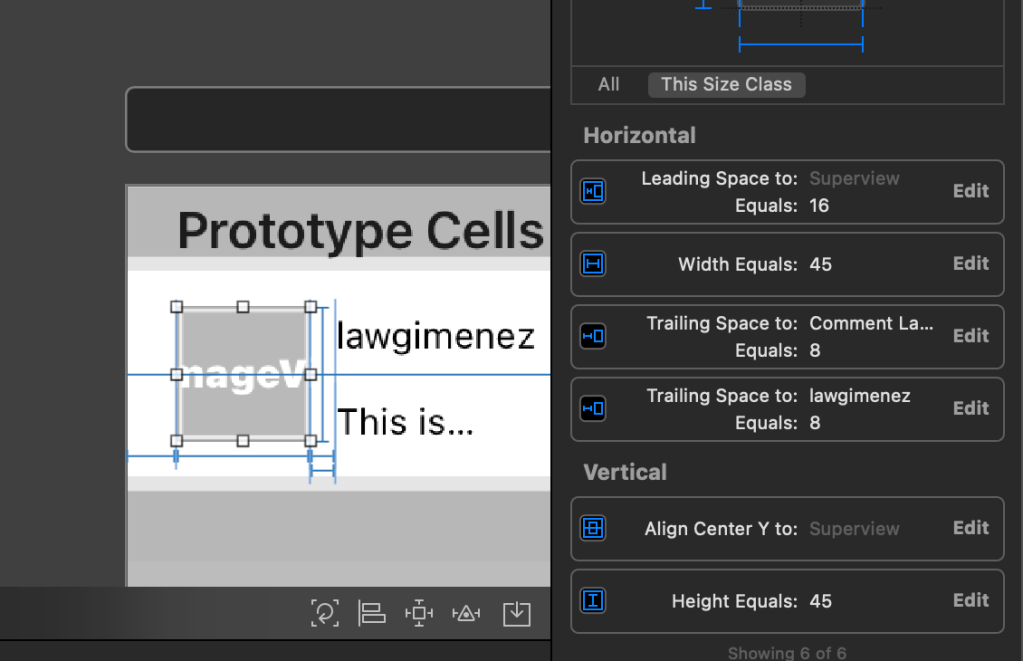 All This Size Class
Horizontal
Leading Space to: Superview
Equals: 16
Edit
Width Equals: 45
Edit
Trailing Space to: Comment La...
Equals: 8
Edit
Trailing Space to: lawgimenez
Equals: 8
Edit
Vertical
Align Center Y to: Superview
Edit
Height Equals: 45
Edit
Showing 6 of 6
Prototype Cells
mageV
lawgimenez
This is...